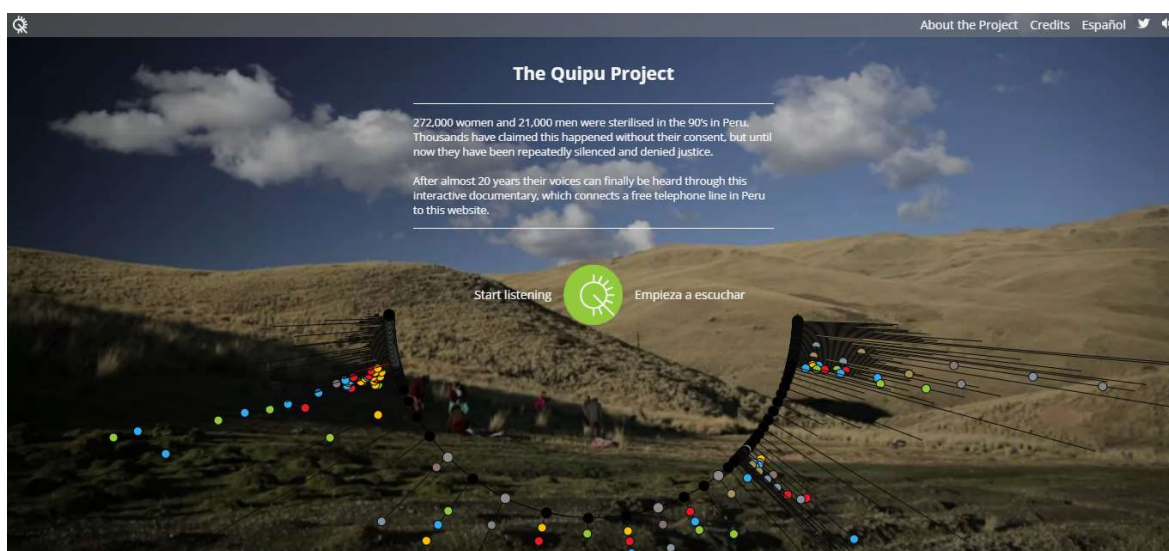 About the Project Credits Español
The Quipu Project
272,000 women and 21,000 men were sterilised in the 90's in Peru.
Thousands have claimed this happened without their consent, but until
now they have been repeatedly silenced and denied justice.
After almost 20 years their voices can finally be heard through this
interactive documentary, which connects a free telephone line in Peru
to this website.
Start listening Empieza a escuchar